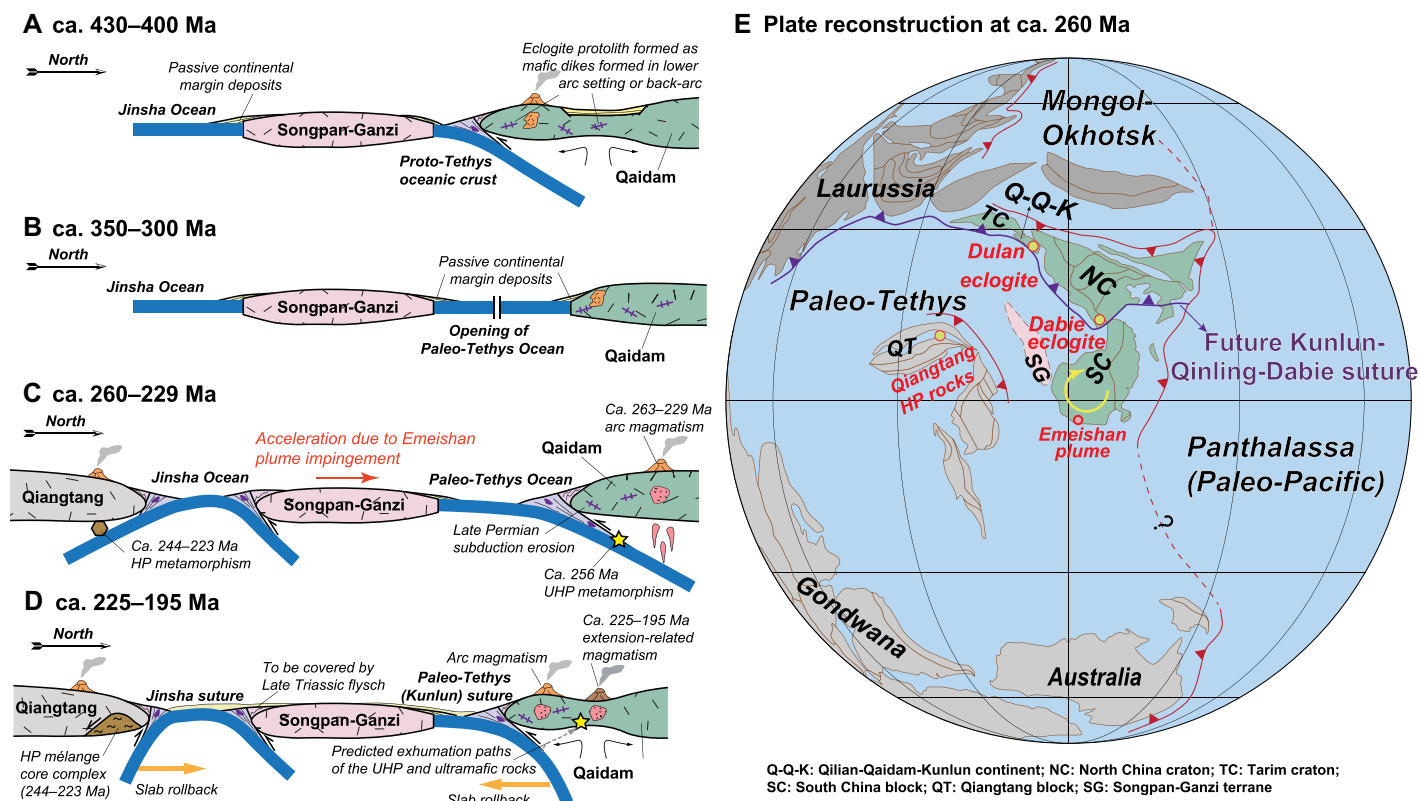 A ca. 430–400 Ma
North
Passive continental
margin deposits
Jinsha Ocean
Songpan-Ganzi
Eclogite protolith formed as
mafic dikes formed in lower
arc setting or back-arc
Proto-Tethys
oceanic crust
Qaidam
B ca. 350–300 Ma
North
Jinsha Ocean
Songpan-Ganzi
Passive continental
margin deposits
Opening of
Paleo-Tethys Ocean
Qaidam
C ca. 260–229 Ma
North
Qiangtang
Jinsha Ocean
Acceleration due to Emeishan
plume impingement
Songpan-Ganzi
Paleo-Tethys Ocean
Qaidam
Ca. 263–229 Ma
arc magmatism
Ca. 244–223 Ma
HP metamorphism
Late Permian
subduction erosion
Ca. 256 Ma
UHP metamorphism
D ca. 225–195 Ma
North
Qiangtang
Jinsha suture
To be covered by
Late Triassic flysch
Songpan-Ganzi
Arc magmatism
Paleo-Tethys
(Kunlun) suture
Ca. 225–195 Ma
extension-related
magmatism
HP mélange
core complex
(244–223 Ma)
Slab rollback
Predicted exhumation paths
of the UHP and ultramafic rocks
Slab rollback
Qaidam
E Plate reconstruction at ca. 260 Ma
Mongol-
Okhotsk
Laurussia
Q-Q-K
TC
Dulan
eclogite
NC
Paleo-Tethys
Dabie
eclogite
QT
Qiangtang
HP rocks
SG
SC
Future Kunlun-
Qinling-Dabie suture
Emeishan
plume
Panthalassa
(Paleo-Pacific)
?
Gondwana
Australia
Q-Q-K: Qilian-Qaidam-Kunlun continent; NC: North China craton; TC: Tarim craton;
SC: South China block; QT: Qiangtang block; SG: Songpan-Ganzi terrane